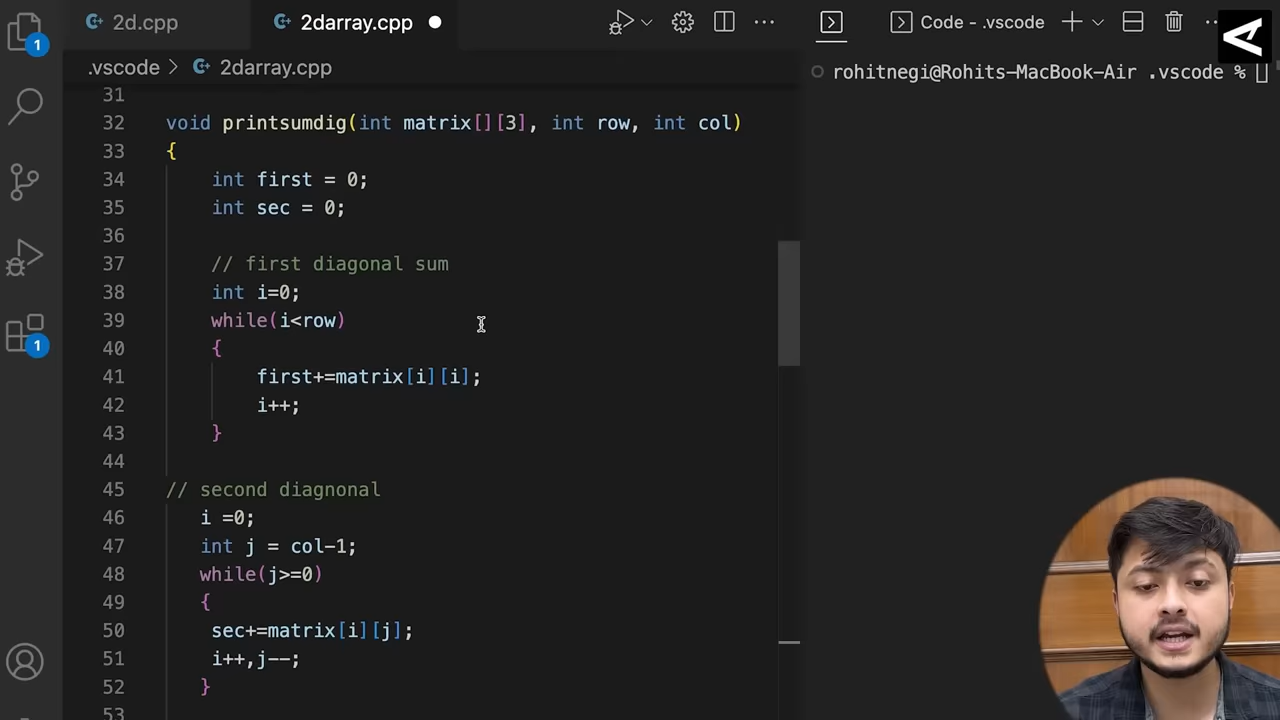 2d.cpp
2darray.cpp
Code - .vscode
.vscode > 2darray.cpp
rohitnegi@Rohits-MacBook-Air .vscode %
1
1
31
32 void printsumdig(int matrix[][3], int row, int col)
33 {
34 int first = 0;
35 int sec = 0;
36
37 // first diagonal sum
38 int i=0;
39 while(i<row)
40 {
41 first+=matrix[i][i];
42 i++;
43 }
44
45 // second diagnonal
46 i =0;
47 int j = col-1;
48 while(j>=0)
49 {
50 sec+=matrix[i][j];
51 i++,j--;
52 }
53